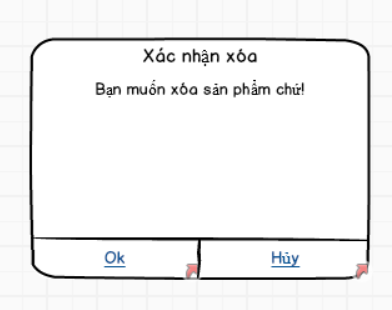 Xác nhận xóa
Bạn muốn xóa sản phẩm chứ!
Ok
Hủy